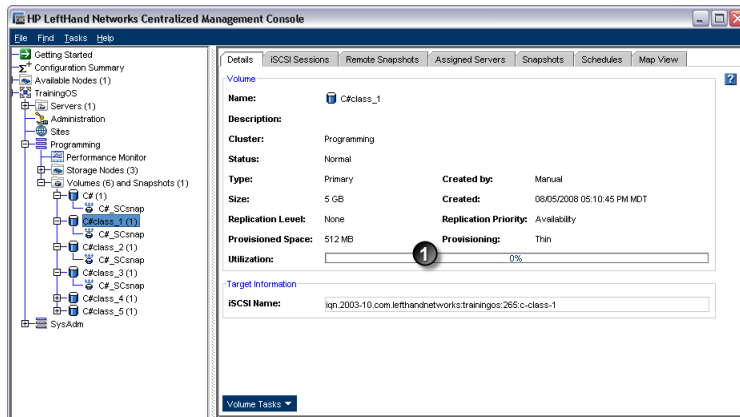 HP LeftHand Networks Centralized Management Console
File Find Tasks Help
Getting Started
Configuration Summary
Available Nodes (1)
TrainingOS
Servers (1)
Administration
Sites
Programming
Performance Monitor
Storage Nodes (3)
Volumes (6) and Snapshots (1)
C# (1)
C#_SCsnap
C#class_1 (1)
C#_SCsnap
C#class_2 (1)
C#_SCsnap
C#class_3 (1)
C#_SCsnap
C#class_4 (1)
C#class_5 (1)
SysAdm
Details iSCSI Sessions Remote Snapshots Assigned Servers Snapshots Schedules Map View
Volume
?
Name: C#class_1
Description:
Cluster: Programming
Status: Normal
Type: Primary Created by: Manual
Size: 5 GB Created: 08/05/2008 05:10:45 PM MDT
Replication Level: None Replication Priority: Availability
Provisioned Space: 512 MB Provisioning: Thin
Utilization: 1 0%
Target Information
iSCSI Name: iqn.2003-10.com.lefthandnetworks:trainingos:265:c-class-1
Volume Tasks